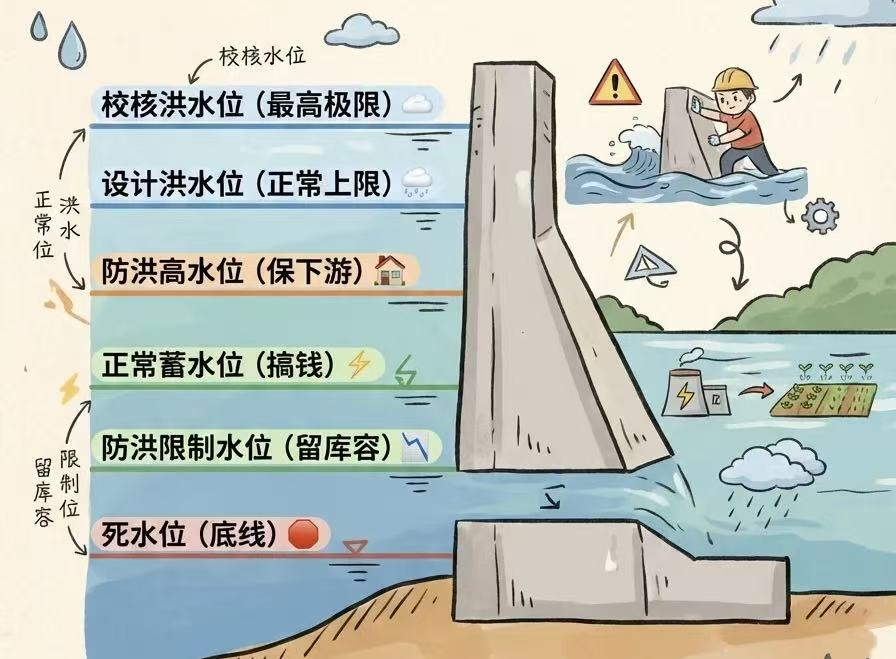 校核水位
校核洪水位（最高极限）
设计洪水位（正常上限）
正常位
洪水
防洪高水位（保下游）
正常蓄水位（搞钱）
防洪限制水位（留库容）
留库容
限制位
死水位（底线）